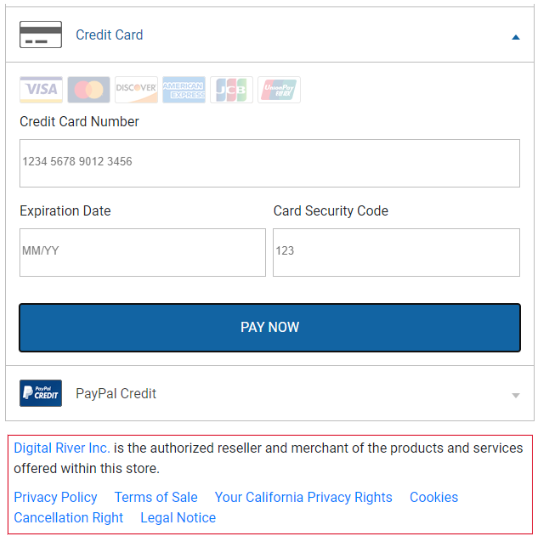 Credit Card
VISA DISCOVER AMERICAN EXPRESS JCB UnionPay
Credit Card Number
1234 5678 9012 3456
Expiration Date Card Security Code
MM/YY 123
PAY NOW
PayPal CREDIT PayPal Credit
Digital River Inc. is the authorized reseller and merchant of the products and services
offered within this store.
Privacy Policy Terms of Sale Your California Privacy Rights Cookies
Cancellation Right Legal Notice